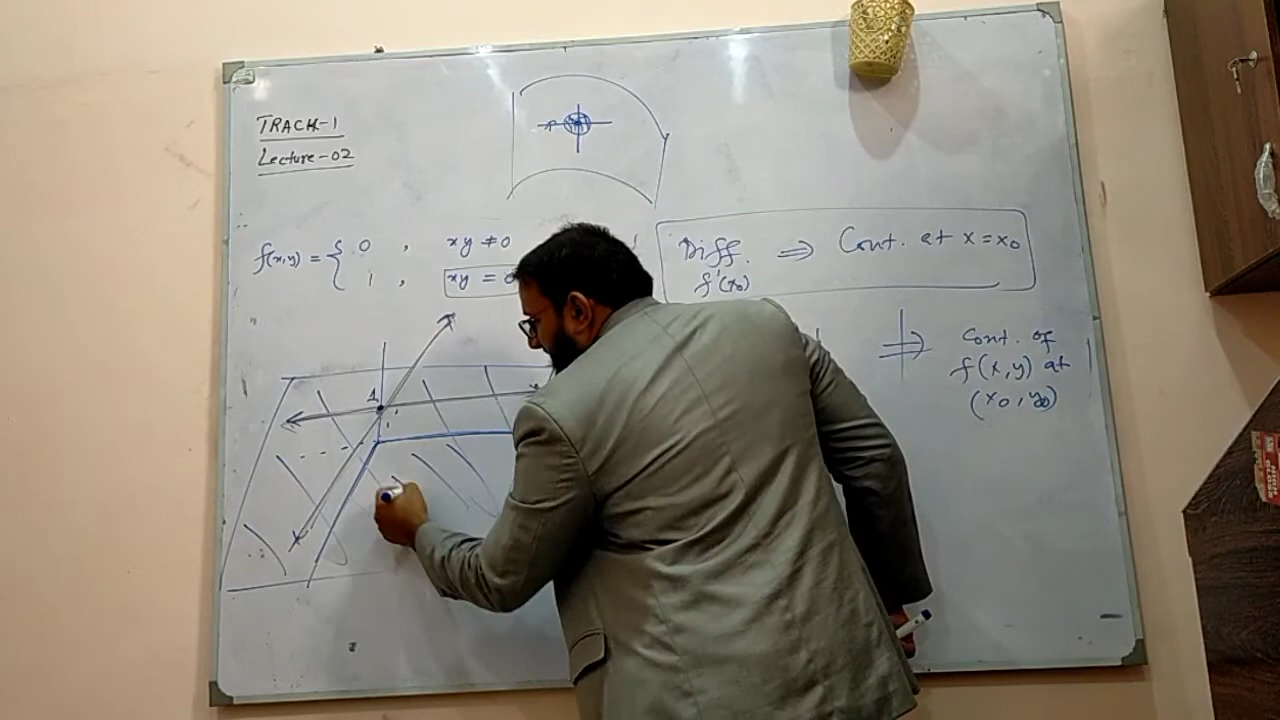 TRACK-1
Lecture-02
f(x,y) = { 0 , xy ≠ 0
1 , xy = 0
Diff. ⇒ Cont. at x = x₀
f'(x₀)
⇏ Cont. of
f(x,y) at
(x₀, y₀)
1